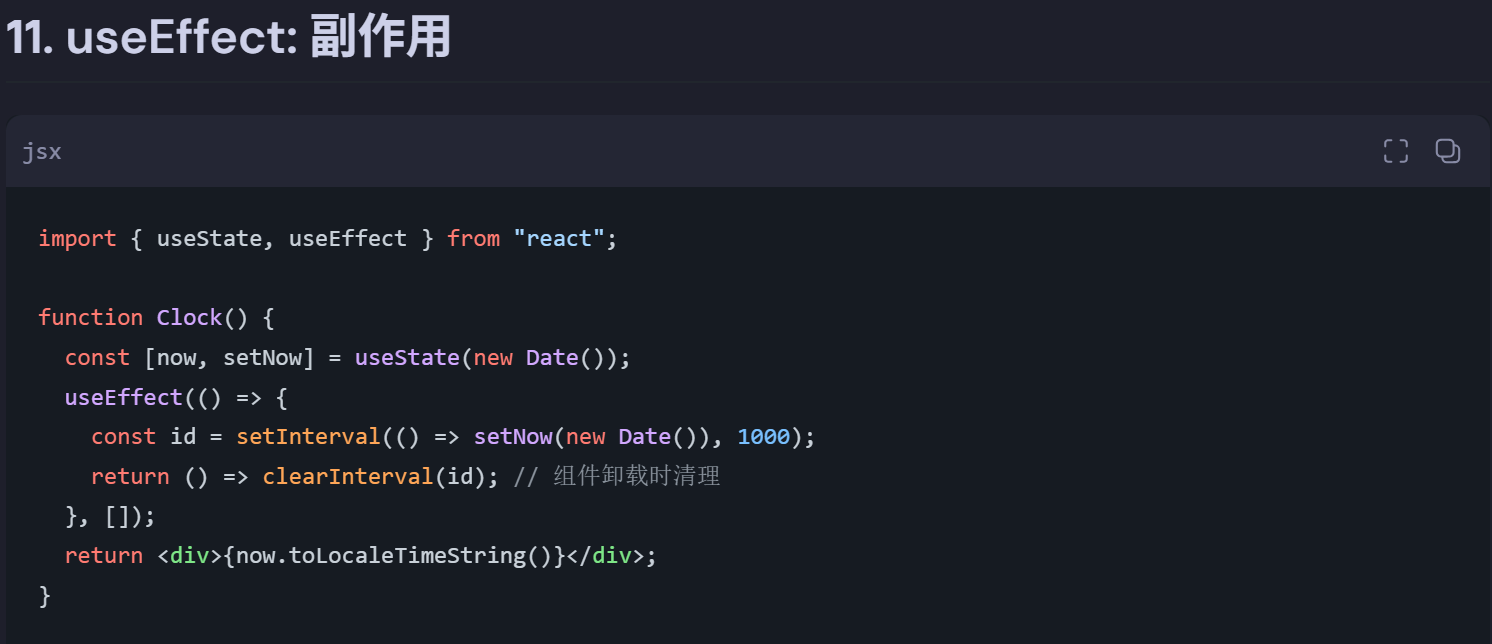 11. useEffect: 副作用
jsx
import { useState, useEffect } from "react";
function Clock() {
  const [now, setNow] = useState(new Date());
  useEffect(() => {
    const id = setInterval(() => setNow(new Date()), 1000);
    return () => clearInterval(id); // 组件卸载时清理
  }, []);
  return <div>{now.toLocaleTimeString()}</div>;
}